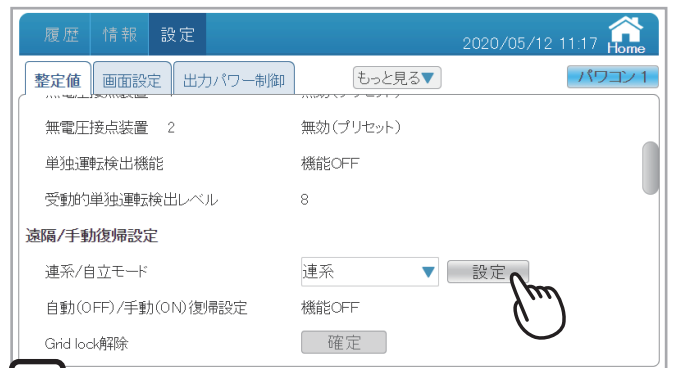 履歴 情報 設定
2020/05/12 11:17 Home
整定値 画面設定 出力パワー制御 もっと見る▼ パワコン 1
無電圧接点装置 2 無効(プリセット)
単独運転検出機能 機能OFF
受動的単独運転検出レベル 8
遠隔/手動復帰設定
連系/自立モード 連系 ▼ 設定
自動(OFF)/手動(ON)復帰設定 機能OFF
Grid lock解除 確定